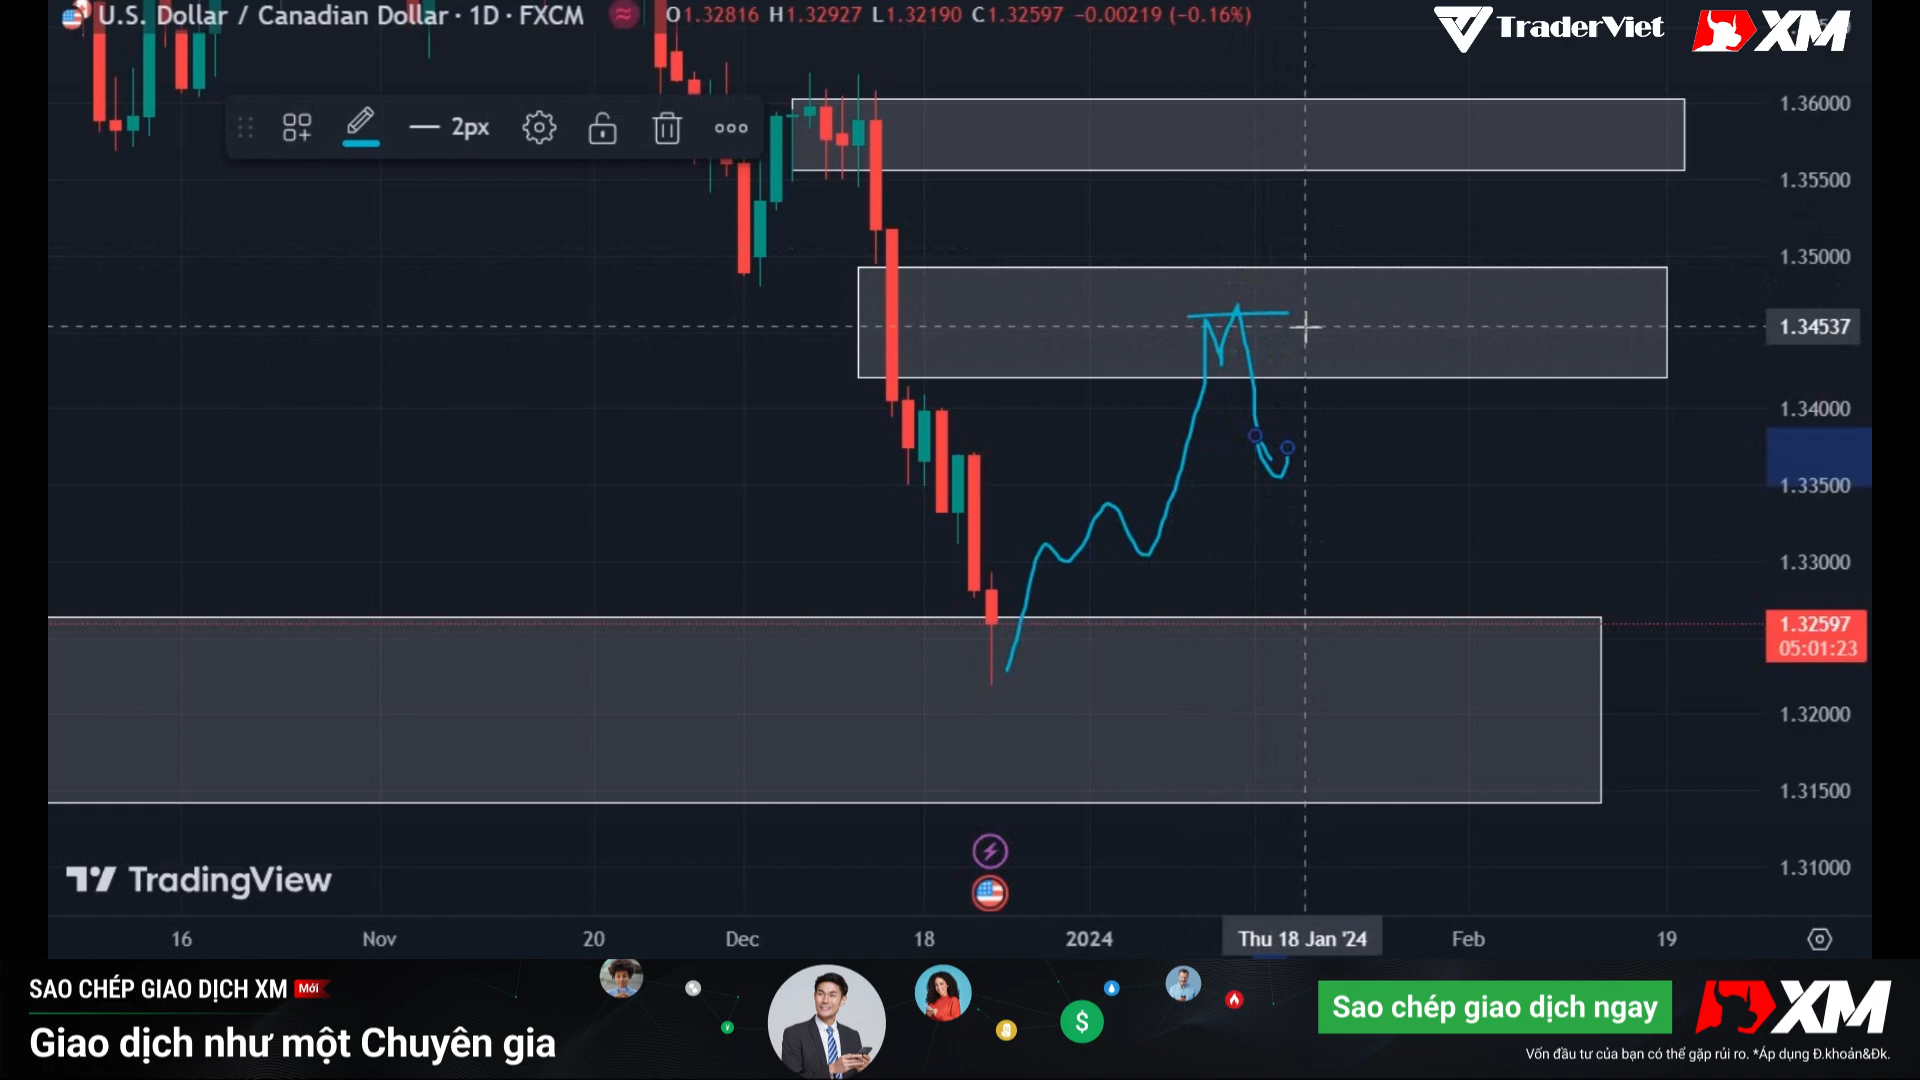 U.S. Dollar / Canadian Dollar · 1D · FXCM ≈ O1.32816 H1.32927 L1.32190 C1.32597 −0.00219 (−0.16%)
TraderViet XM
2px
1.36000
1.35500
1.35000
1.34537
1.34000
1.33500
1.33000
1.32597
05:01:23
1.32000
1.31500
1.31000
TradingView
16 Nov 20 Dec 18 2024 Thu 18 Jan '24 Feb 19
SAO CHÉP GIAO DỊCH XM Mới
Giao dịch như một Chuyên gia
$
Sao chép giao dịch ngay
XM
Vốn đầu tư của bạn có thể gặp rủi ro. *Áp dụng Đ.khoản&Đk.